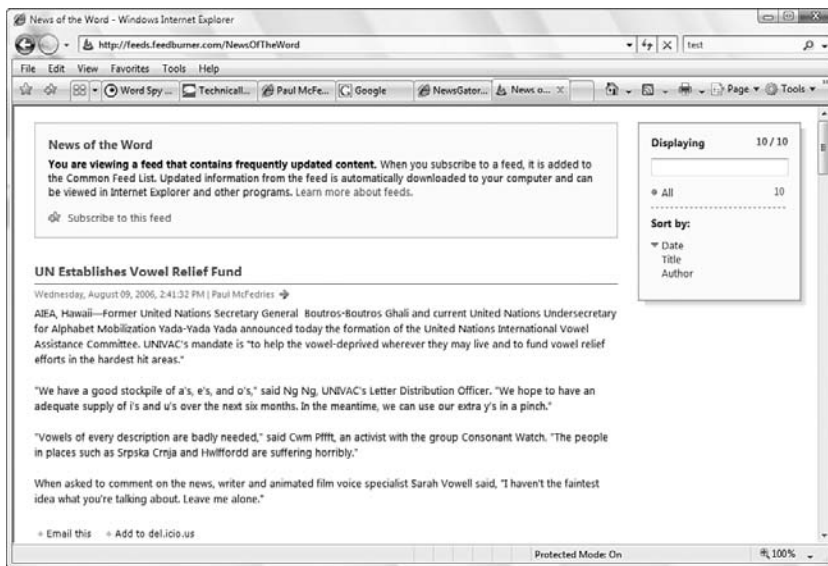 News of the Word - Windows Internet Explorer
http://feeds.feedburner.com/NewsOfTheWord
test
File Edit View Favorites Tools Help
Word Spy ... Technicall... Paul McFe... Google NewsGator... News o... Page Tools
News of the Word
You are viewing a feed that contains frequently updated content. When you subscribe to a feed, it is added to
the Common Feed List. Updated information from the feed is automatically downloaded to your computer and can
be viewed in Internet Explorer and other programs. Learn more about feeds.
Subscribe to this feed
Displaying 10 / 10
All 10
Sort by:
Date
Title
Author
UN Establishes Vowel Relief Fund
Wednesday, August 09, 2006, 2:41:32 PM | Paul McFedries
AIEA, Hawaii—Former United Nations Secretary General Boutros-Boutros Ghali and current United Nations Undersecretary
for Alphabet Mobilization Yada-Yada Yada announced today the formation of the United Nations International Vowel
Assistance Committee. UNIVAC's mandate is "to help the vowel-deprived wherever they may live and to fund vowel relief
efforts in the hardest hit areas."
"We have a good stockpile of a's, e's, and o's," said Ng Ng, UNIVAC's Letter Distribution Officer. "We hope to have an
adequate supply of i's and u's over the next six months. In the meantime, we can use our extra y's in a pinch."
"Vowels of every description are badly needed," said Cwm Pffft, an activist with the group Consonant Watch. "The people
in places such as Srpska Crnja and Hwlffordd are suffering horribly."
When asked to comment on the news, writer and animated film voice specialist Sarah Vowell said, "I haven't the faintest
idea what you're talking about. Leave me alone."
Email this Add to del.icio.us
Protected Mode: On 100%